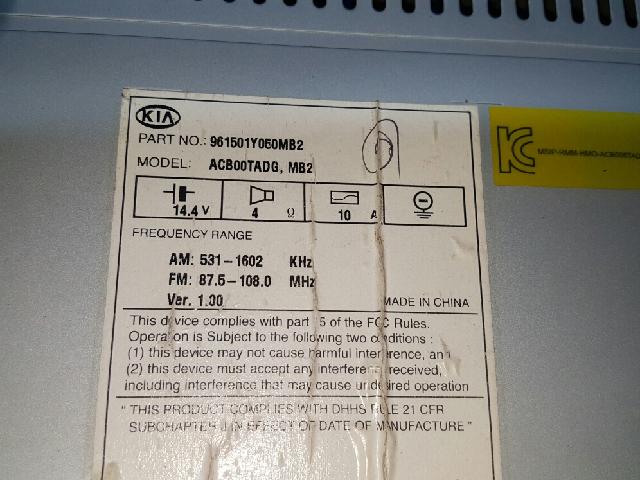 KIA
PART NO.: 961501Y050MB2
MODEL: ACB00TADG, MB2
14.4 V 4 Ω 10 A
FREQUENCY RANGE
AM: 531-1602 KHz
FM: 87.5-108.0 MHz
Ver. 1.00
MADE IN CHINA
This device complies with part 15 of the FCC Rules.
Operation is Subject to the following two conditions :
(1) this device may not cause harmful interference, and
(2) this device must accept any interference received,
including interference that may cause undesired operation
" THIS PRODUCT COMPLIES WITH DHHS RULE 21 CFR
SUBCHAPTER J IN EFFECT OF DATE OF MANUFACTURE "